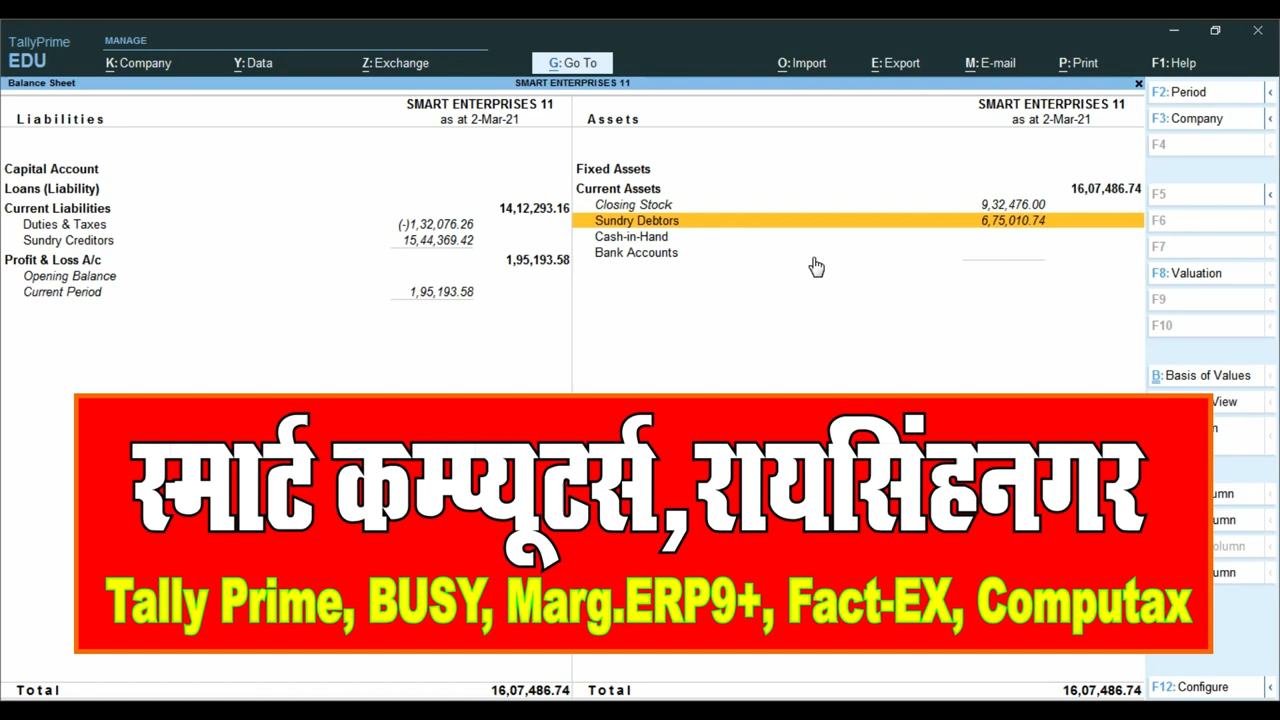 TallyPrime
EDU
MANAGE
K: Company
Y: Data
Z: Exchange
G: Go To
O: Import
E: Export
M: E-mail
P: Print
F1: Help
Balance Sheet
SMART ENTERPRISES 11
Liabilities
SMART ENTERPRISES 11
as at 2-Mar-21
Assets
SMART ENTERPRISES 11
as at 2-Mar-21
Capital Account
Loans (Liability)
Current Liabilities 14,12,293.16
Duties & Taxes (-)1,32,076.26
Sundry Creditors 15,44,369.42
Profit & Loss A/c 1,95,193.58
Opening Balance
Current Period 1,95,193.58
Fixed Assets
Current Assets 16,07,486.74
Closing Stock 9,32,476.00
Sundry Debtors 6,75,010.74
Cash-in-Hand
Bank Accounts
F2: Period
F3: Company
F4
F5
F6
F7
F8: Valuation
F9
F10
B: Basis of Values
View
स्मार्ट कम्प्यूटर्स,रायसिंहनगर
Tally Prime, BUSY, Marg.ERP9+, Fact-EX, Computax
Total 16,07,486.74
Total 16,07,486.74
F12: Configure